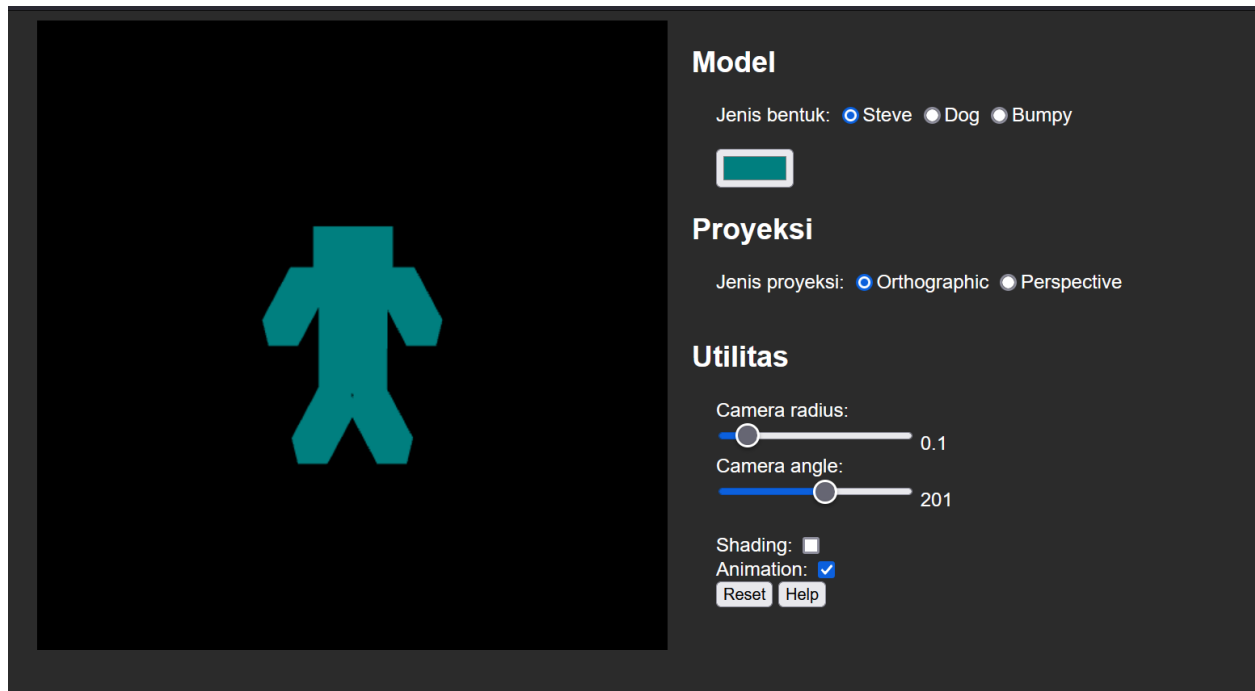 Model
Jenis bentuk: Steve Dog Bumpy
Proyeksi
Jenis proyeksi: Orthographic Perspective
Utilitas
Camera radius:
0.1
Camera angle:
201
Shading:
Animation:
Reset Help